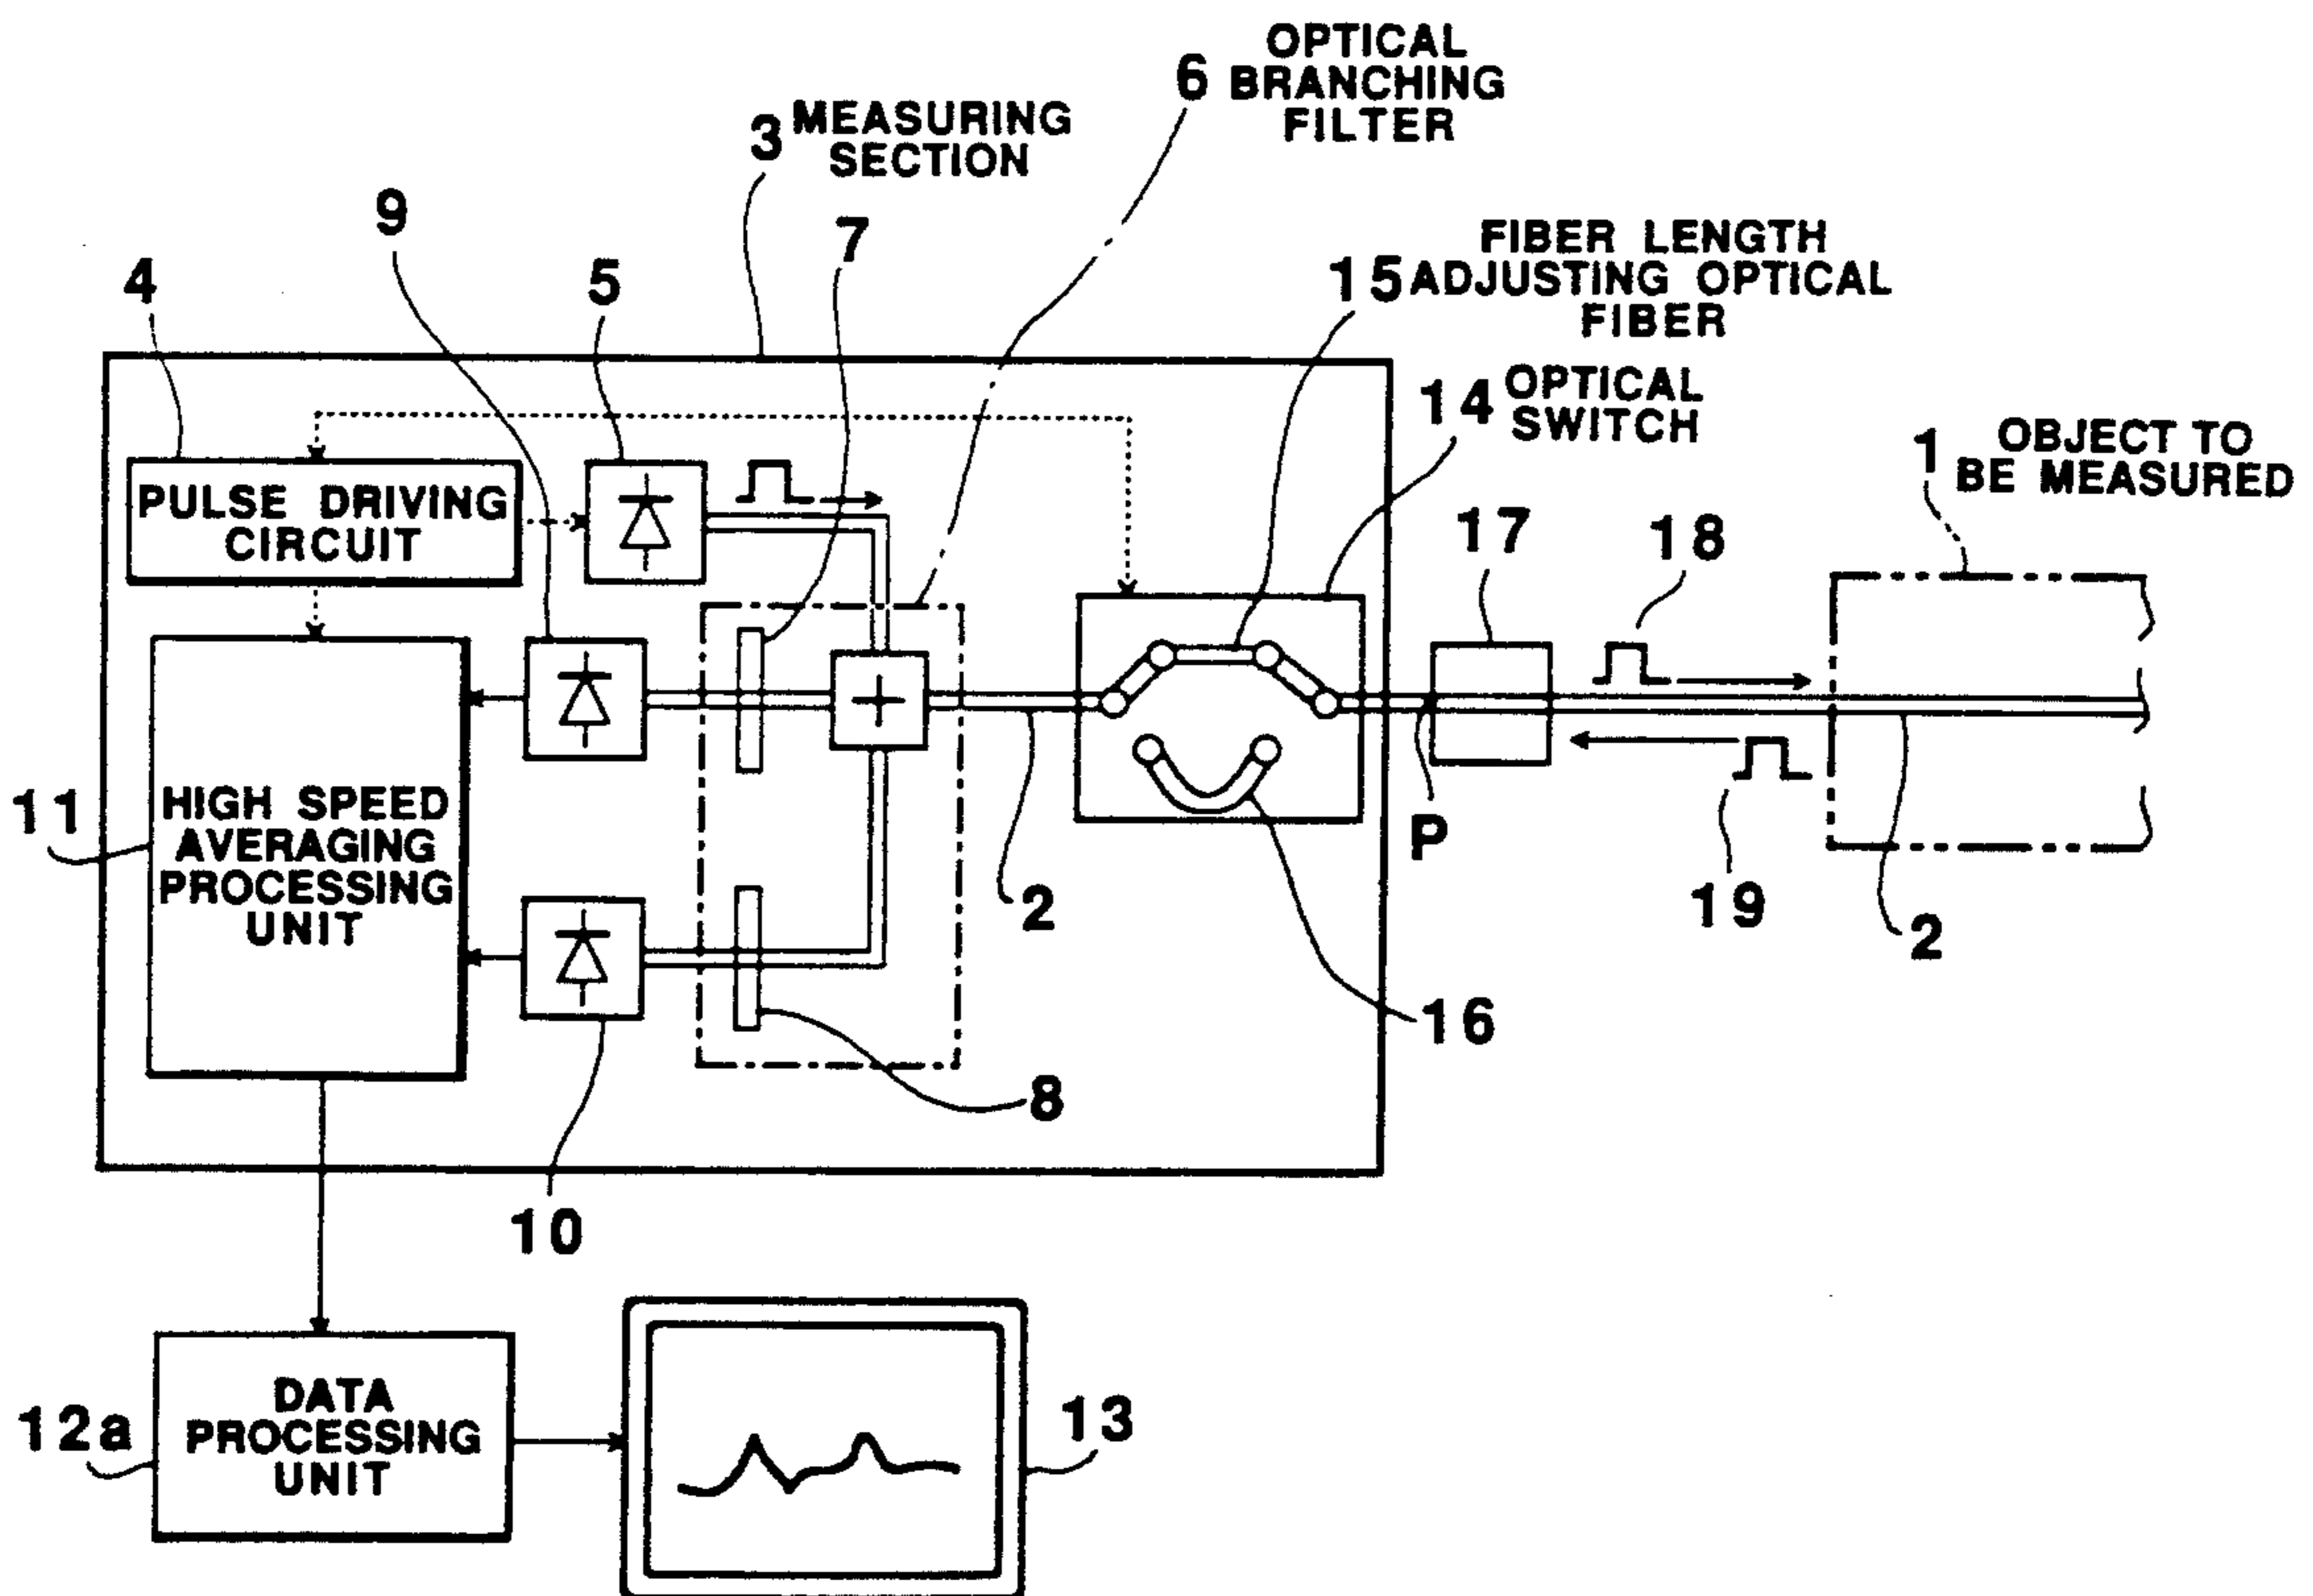 OPTICAL
6 BRANCHING
FILTER
3 MEASURING
SECTION
9
7
FIBER LENGTH
15 ADJUSTING OPTICAL
FIBER
4
5
14 OPTICAL
SWITCH
1 OBJECT TO
BE MEASURED
PULSE DRIVING
CIRCUIT
17
18
11
HIGH SPEED
AVERAGING
PROCESSING
UNIT
P
19
2
2
16
8
10
12a
DATA
PROCESSING
UNIT
13